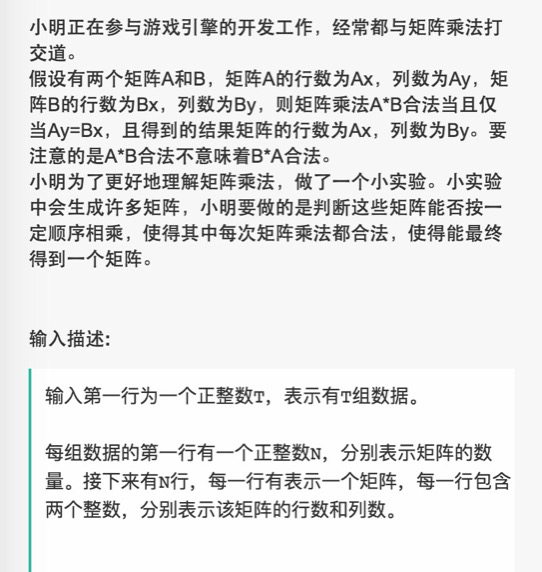 小明正在参与游戏引擎的开发工作，经常都与矩阵乘法打
交道。
假设有两个矩阵A和B，矩阵A的行数为Ax，列数为Ay，矩
阵B的行数为Bx，列数为By，则矩阵乘法A*B合法当且仅
当Ay=Bx，且得到的结果矩阵的行数为Ax，列数为By。要
注意的是A*B合法不意味着B*A合法。
小明为了更好地理解矩阵乘法，做了一个小实验。小实验
中会生成许多矩阵，小明要做的是判断这些矩阵能否按一
定顺序相乘，使得其中每次矩阵乘法都合法，使得能最终
得到一个矩阵。
输入描述:
输入第一行为一个正整数T，表示有T组数据。
每组数据的第一行有一个正整数N，分别表示矩阵的数
量。接下来有N行，每一行有表示一个矩阵，每一行包含
两个整数，分别表示该矩阵的行数和列数。